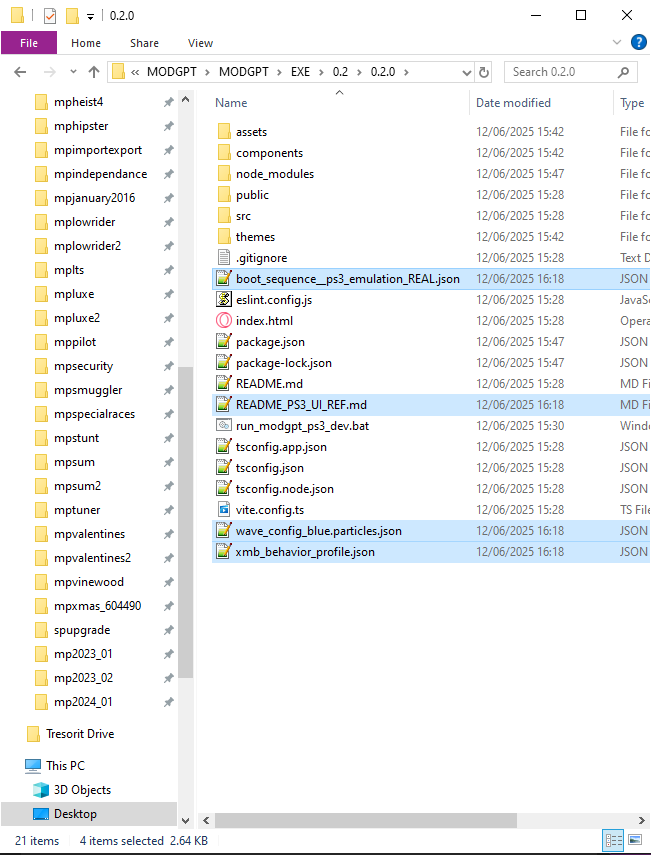 0.2.0
File Home Share View
« MODGPT > MODGPT > EXE > 0.2 > 0.2.0 > Search 0.2.0
Name Date modified Type
mpheist4
mphipster
mpimportexport
mpindependance
mpjanuary2016
mplowrider
mplowrider2
mplts
mpluxe
mpluxe2
mppilot
mpsecurity
mpsmuggler
mpspecialraces
mpstunt
mpsum
mpsum2
mptuner
mpvalentines
mpvalentines2
mpvinewood
mpxmas_604490
spupgrade
mp2023_01
mp2023_02
mp2024_01
Tresorit Drive
This PC
3D Objects
Desktop
assets 12/06/2025 15:42 File fo
components 12/06/2025 15:42 File fo
node_modules 12/06/2025 15:47 File fo
public 12/06/2025 15:28 File fo
src 12/06/2025 15:28 File fo
themes 12/06/2025 15:42 File fo
.gitignore 12/06/2025 15:28 Text D
boot_sequence__ps3_emulation_REAL.json 12/06/2025 16:18 JSON
eslint.config.js 12/06/2025 15:28 JavaS
index.html 12/06/2025 15:28 Opera
package.json 12/06/2025 15:47 JSON
package-lock.json 12/06/2025 15:47 JSON
README.md 12/06/2025 15:28 MD Fi
README_PS3_UI_REF.md 12/06/2025 16:18 MD Fi
run_modgpt_ps3_dev.bat 12/06/2025 15:30 Windo
tsconfig.app.json 12/06/2025 15:28 JSON
tsconfig.json 12/06/2025 15:28 JSON
tsconfig.node.json 12/06/2025 15:28 JSON
vite.config.ts 12/06/2025 15:28 TS File
wave_config_blue.particles.json 12/06/2025 16:18 JSON
xmb_behavior_profile.json 12/06/2025 16:18 JSON
21 items 4 items selected 2.64 KB